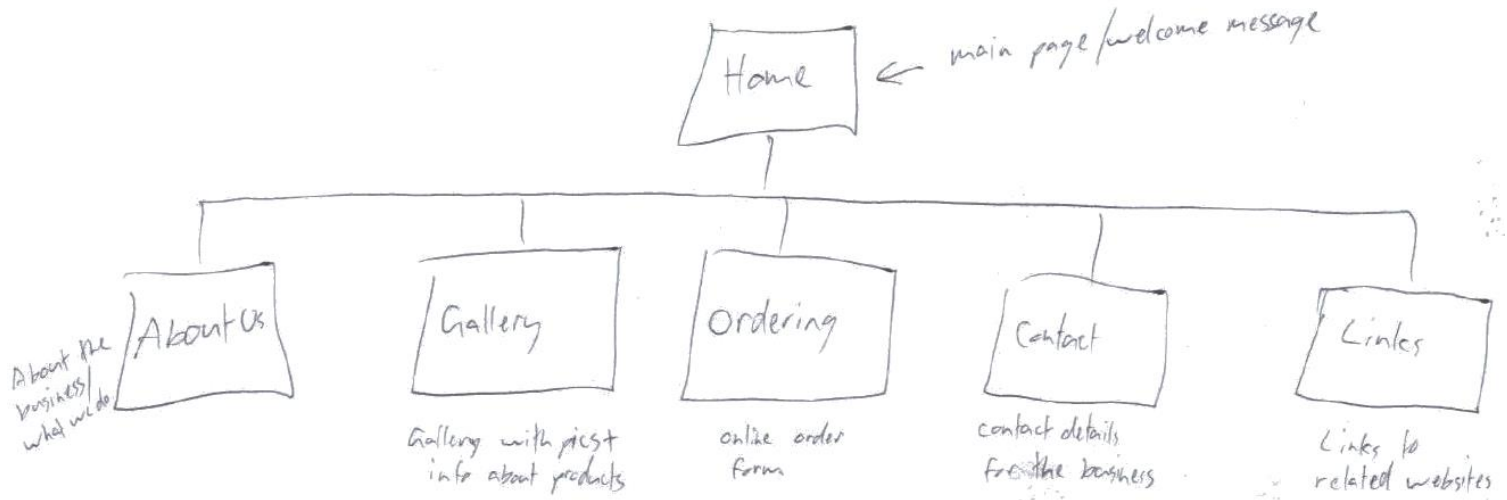 Home
main page/welcome message
About Us
About the
business/
what we do
Gallery
Gallery with pics+
info about products
Ordering
online order
form
Contact
contact details
for the business
Links
Links to
related websites